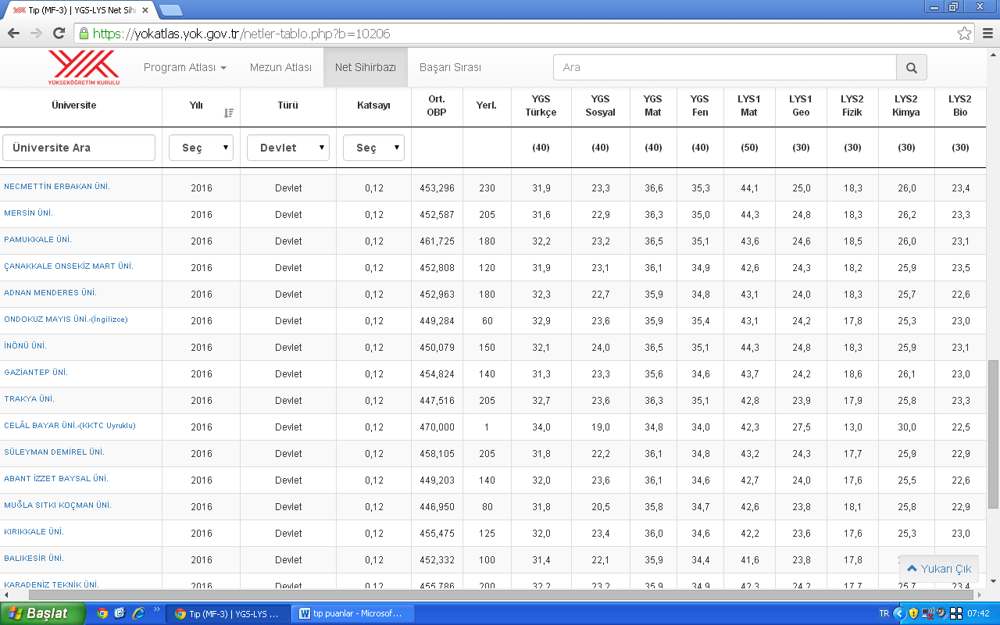 Tıp (MF-3) | YGS-LYS Net Sih
https://yokatlas.yok.gov.tr/netler-tablo.php?b=10206
YÜKSEKÖĞRETİM KURULU Program Atlası Mezun Atlası Net Sihirbazı Başarı Sırası Ara
Üniversite Yılı Türü Katsayı Ort. OBP Yerl. YGS Türkçe YGS Sosyal YGS Mat YGS Fen LYS1 Mat LYS1 Geo LYS2 Fizik LYS2 Kimya LYS2 Bio
Üniversite Ara Seç Devlet Seç (40) (40) (40) (40) (50) (30) (30) (30) (30)
NECMETTİN ERBAKAN ÜNİ. 2016 Devlet 0,12 453,296 230 31,9 23,3 36,6 35,3 44,1 25,0 18,3 26,0 23,4
MERSİN ÜNİ. 2016 Devlet 0,12 452,587 205 31,6 22,9 36,3 35,0 44,3 24,8 18,3 26,2 23,3
PAMUKKALE ÜNİ. 2016 Devlet 0,12 461,725 180 32,2 23,2 36,5 35,1 43,6 24,6 18,5 26,0 23,1
ÇANAKKALE ONSEKİZ MART ÜNİ. 2016 Devlet 0,12 452,808 120 31,9 23,1 36,1 34,9 42,6 24,3 18,2 25,9 23,5
ADNAN MENDERES ÜNİ. 2016 Devlet 0,12 452,963 180 32,3 22,7 35,9 34,8 43,1 24,0 18,3 25,7 22,6
ONDOKUZ MAYIS ÜNİ.-(İngilizce) 2016 Devlet 0,12 449,284 60 32,9 23,6 35,9 35,4 43,1 24,2 17,8 25,3 23,0
İNÖNÜ ÜNİ. 2016 Devlet 0,12 450,079 150 32,1 24,0 36,5 35,1 44,3 24,8 18,3 25,9 23,1
GAZİANTEP ÜNİ. 2016 Devlet 0,12 454,824 140 31,3 23,3 35,6 34,6 43,7 24,2 18,6 26,1 23,0
TRAKYA ÜNİ. 2016 Devlet 0,12 447,516 205 32,7 23,6 36,3 35,1 42,8 23,9 17,9 25,8 23,3
CELÂL BAYAR ÜNİ.-(KKTC Uyruklu) 2016 Devlet 0,12 470,000 1 34,0 19,0 34,8 34,0 42,3 27,5 13,0 30,0 22,5
SÜLEYMAN DEMİREL ÜNİ. 2016 Devlet 0,12 458,105 205 31,8 22,2 36,1 34,8 43,2 24,3 17,7 25,9 22,9
ABANT İZZET BAYSAL ÜNİ. 2016 Devlet 0,12 449,203 140 32,0 23,6 36,1 34,6 42,7 24,0 17,6 25,5 22,6
MUĞLA SITKI KOÇMAN ÜNİ. 2016 Devlet 0,12 446,950 80 31,8 20,5 35,8 34,7 42,6 23,8 18,1 25,8 22,9
KIRIKKALE ÜNİ. 2016 Devlet 0,12 455,475 125 32,0 23,4 36,0 34,6 42,2 23,6 17,6 25,3 23,0
BALIKESİR ÜNİ. 2016 Devlet 0,12 452,332 100 31,4 22,1 35,9 34,4 41,6 23,8 17,8
Yukarı Çık
KARADENİZ TEKNİK ÜNİ. 2016 Devlet 0,12 455,786 200 32,2 23,2 35,9 34,9 42,3 24,2 17,7 25,7 23,4
Başlat Tıp (MF-3) | YGS-LYS ... tıp puanlar - Microsof... TR 07:42